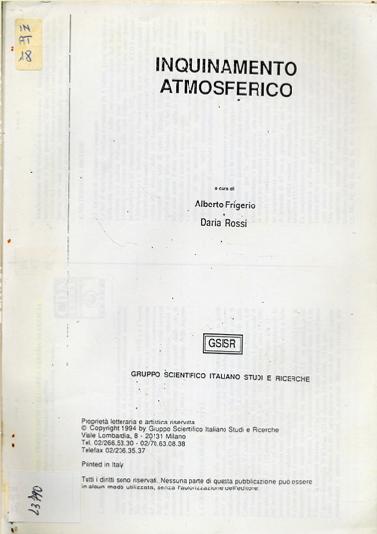 IN
AT
18
INQUINAMENTO
ATMOSFERICO
a cura di
Alberto Frigerio
e
Daria Rossi
GSISR
GRUPPO SCIENTIFICO ITALIANO STUDI E RICERCHE
Proprietà letteraria e artistica riservata
© Copyright 1994 by Gruppo Scientifico Italiano Studi e Ricerche
Viale Lombardia, 8 - 20131 Milano
Tel. 02/266.53.30 - 02/70.63.08.38
Telefax 02/236.35.37
Printed in Italy
Tutti i diritti sono riservati. Nessuna parte di questa pubblicazione può essere
in alcun modo utilizzata, senza l'autorizzazione dell'editore.